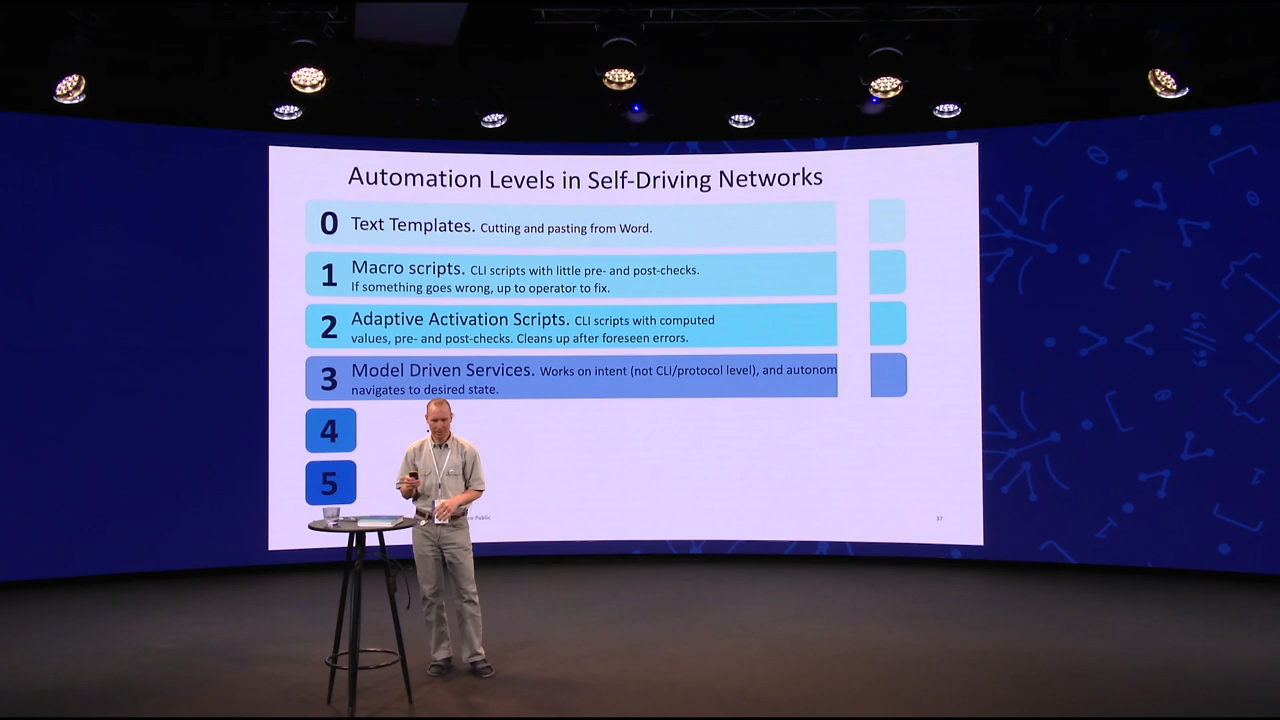 Automation Levels in Self-Driving Networks
0 Text Templates. Cutting and pasting from Word.
1 Macro scripts. CLI scripts with little pre- and post-checks.
If something goes wrong, up to operator to fix.
2 Adaptive Activation Scripts. CLI scripts with computed
values, pre- and post-checks. Cleans up after foreseen errors.
3 Model Driven Services. Works on intent (not CLI/protocol level), and autonom
navigates to desired state.
4
5
Public
37